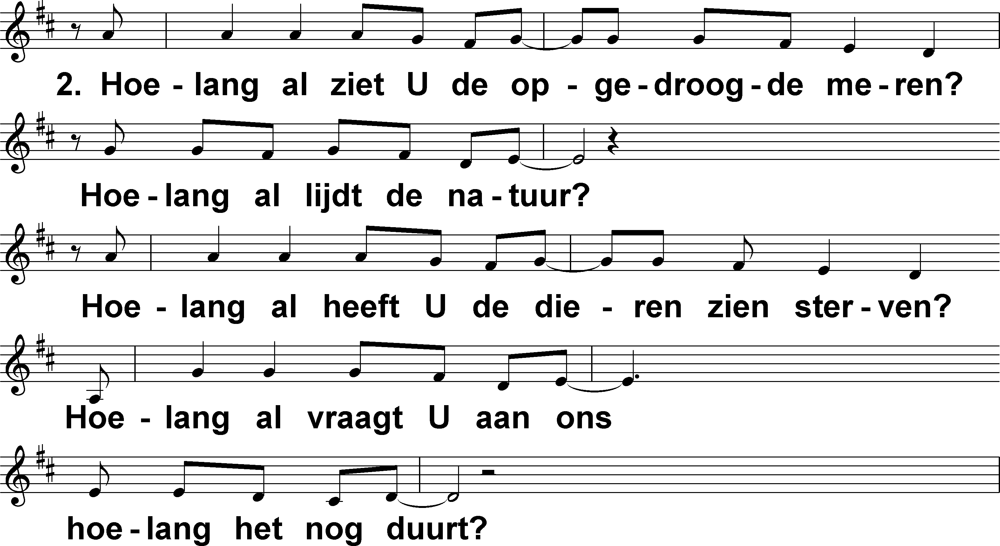 2. Hoe - lang al ziet U de op - ge - droog - de me - ren?
Hoe - lang al lijdt de na - tuur?
Hoe - lang al heeft U de die - ren zien ster - ven?
Hoe - lang al vraagt U aan ons
hoe - lang het nog duurt?